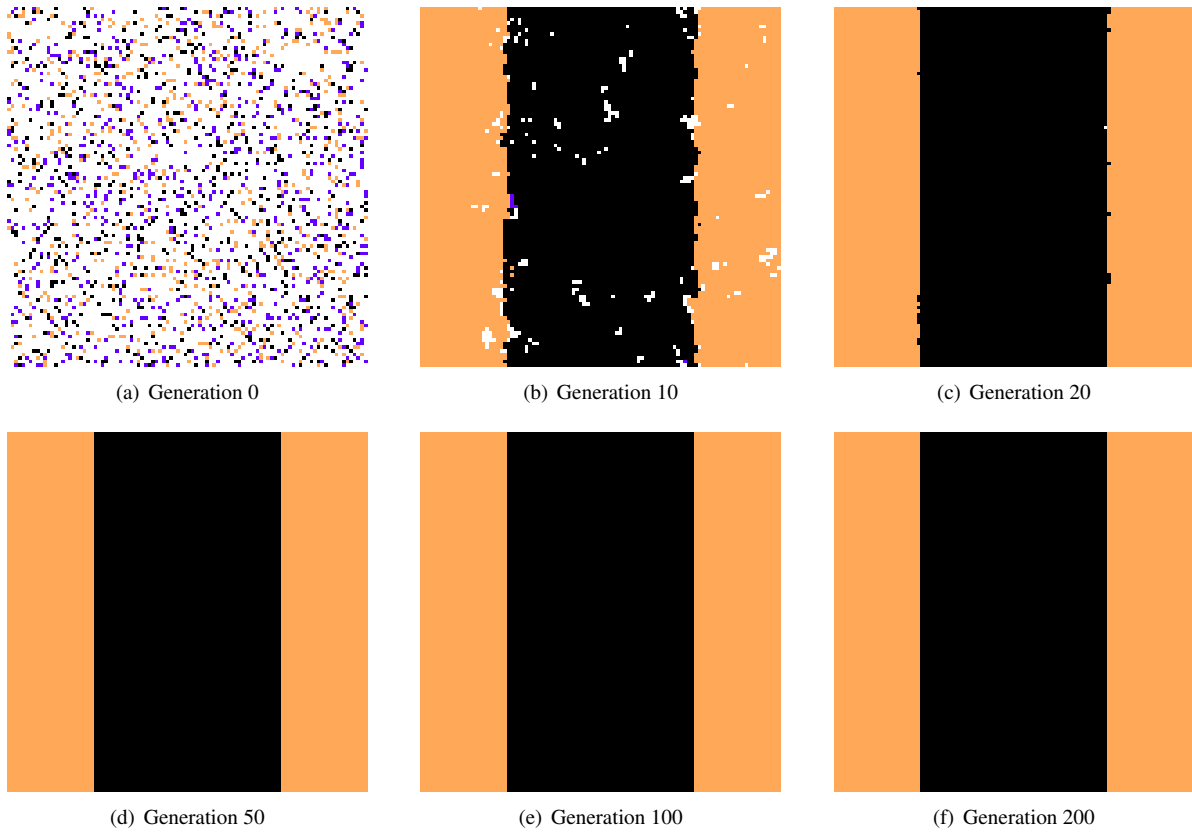 (a) Generation 0
(b) Generation 10
(c) Generation 20
(d) Generation 50
(e) Generation 100
(f) Generation 200